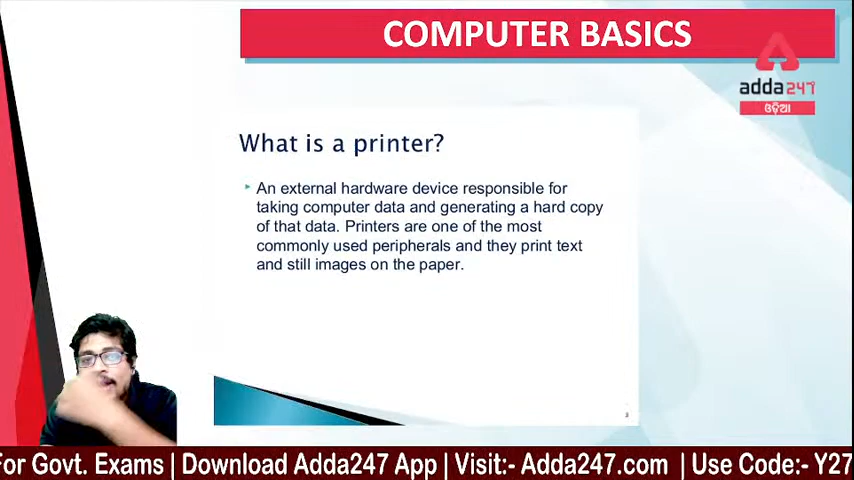 COMPUTER BASICS
adda247
ଓଡ଼ିଆ
What is a printer?
An external hardware device responsible for
taking computer data and generating a hard copy
of that data. Printers are one of the most
commonly used peripherals and they print text
and still images on the paper.
For Govt. Exams | Download Adda247 App | Visit:- Adda247.com | Use Code:- Y27